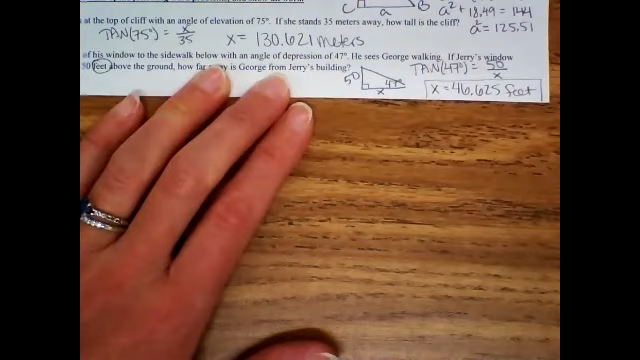 C a B a² + 18.49 = 144
at the top of cliff with an angle of elevation of 75°. If she stands 35 meters away, how tall is the cliff? a² = 125.51
TAN(75°) = x/35 x = 130.621 meters
of his window to the sidewalk below with an angle of depression of 47°. He sees George walking. If Jerry's window
TAN(47°) = 50/x
50 feet above the ground, how far is George from Jerry's building?
50 47° x
x = 46.625 feet